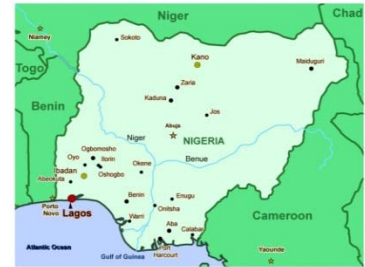 Niger
Chad
Niamey
Sokoto
Kano
Maiduguri
Togo
Zaria
Kaduna
Benin
Jos
Abuja
Niger
NIGERIA
Ogbomosho
Benue
Oyo
Ilorin
Okene
Ibadan
Oshogbo
Abeokuta
Benin
Enugu
Onitsha
Cameroon
Porto
Novo
Lagos
Warri
Aba
Calabar
Atlantic Ocean
Port
Harcourt
Gulf of Guinea
Yaounde